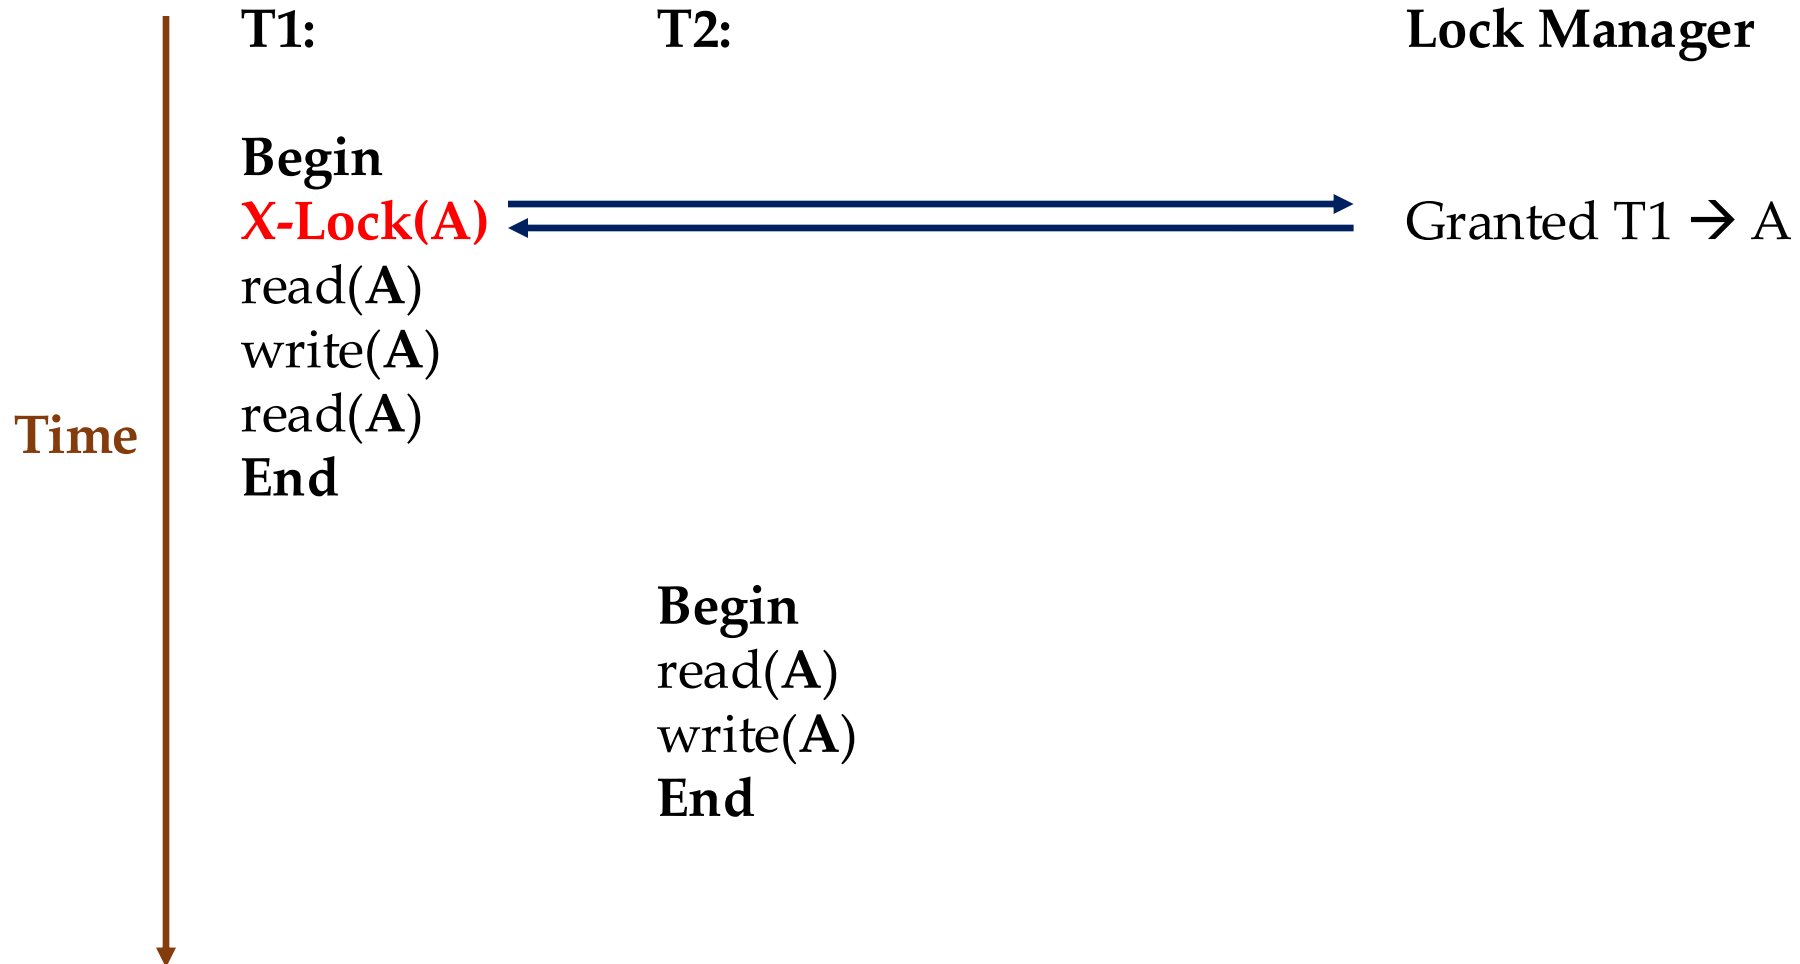 T1: T2: Lock Manager
Begin
X-Lock(A) Granted T1 → A
read(A)
write(A)
read(A)
Time
End
Begin
read(A)
write(A)
End